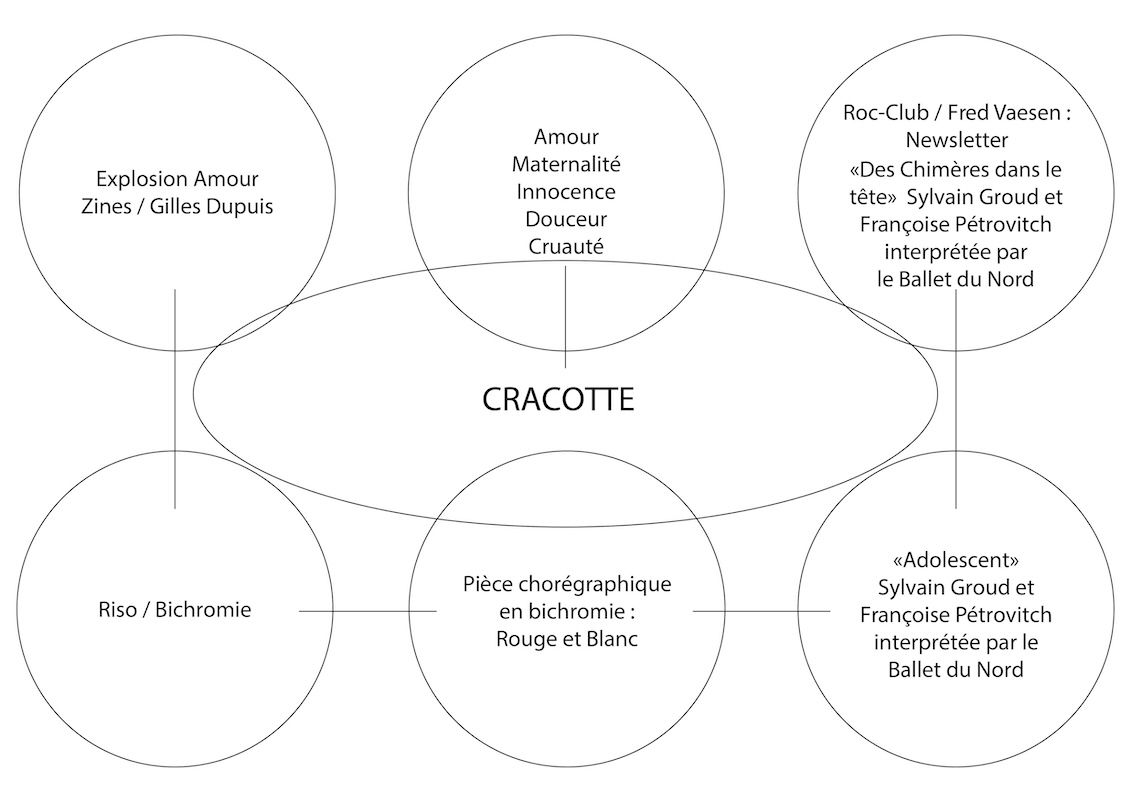 Explosion Amour
Zines / Gilles Dupuis
Amour
Maternalité
Innocence
Douceur
Cruauté
Roc-Club / Fred Vaesen :
Newsletter
«Des Chimères dans le
tête» Sylvain Groud et
Françoise Pétrovitch
interprétée par
le Ballet du Nord
CRACOTTE
Riso / Bichromie
Pièce chorégraphique
en bichromie :
Rouge et Blanc
«Adolescent»
Sylvain Groud et
Françoise Pétrovitch
interprétée par le
Ballet du Nord